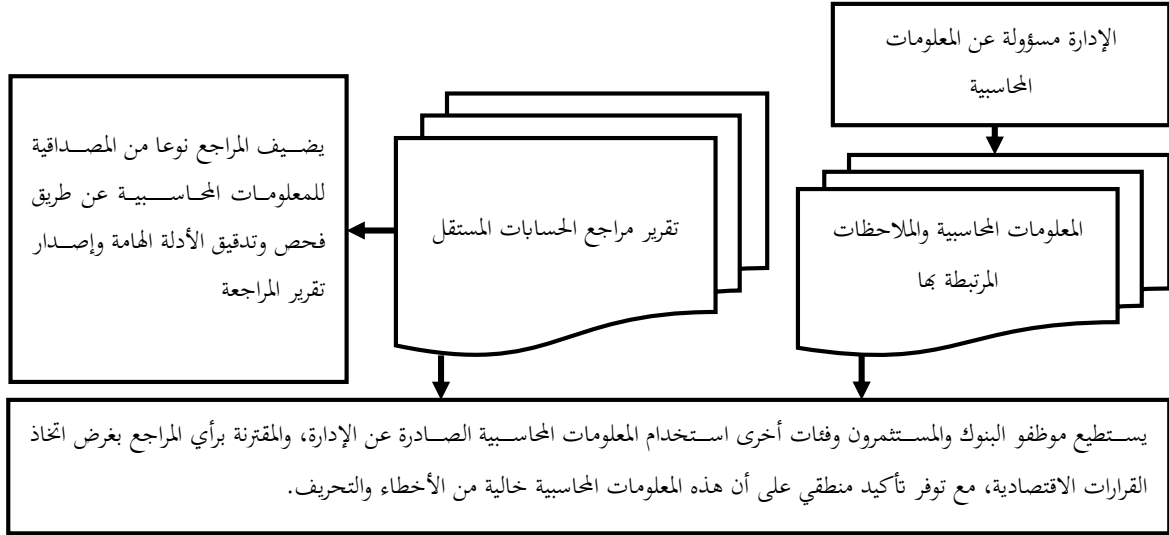 الإدارة مسؤولة عن المعلومات
المحاسبية
المعلومات المحاسبية والملاحظات
المرتبطة بها
تقرير مراجع الحسابات المستقل
يضيف المراجع نوعا من المصداقية
للمعلومات المحاسبية عن طريق
فحص وتدقيق الأدلة الهامة وإصدار
تقرير المراجعة
يستطيع موظفو البنوك والمستثمرون وفئات أخرى استخدام المعلومات المحاسبية الصادرة عن الإدارة، والمقترنة برأي المراجع بغرض اتخاذ
القرارات الاقتصادية، مع توفر تأكيد منطقي على أن هذه المعلومات المحاسبية خالية من الأخطاء والتحريف.